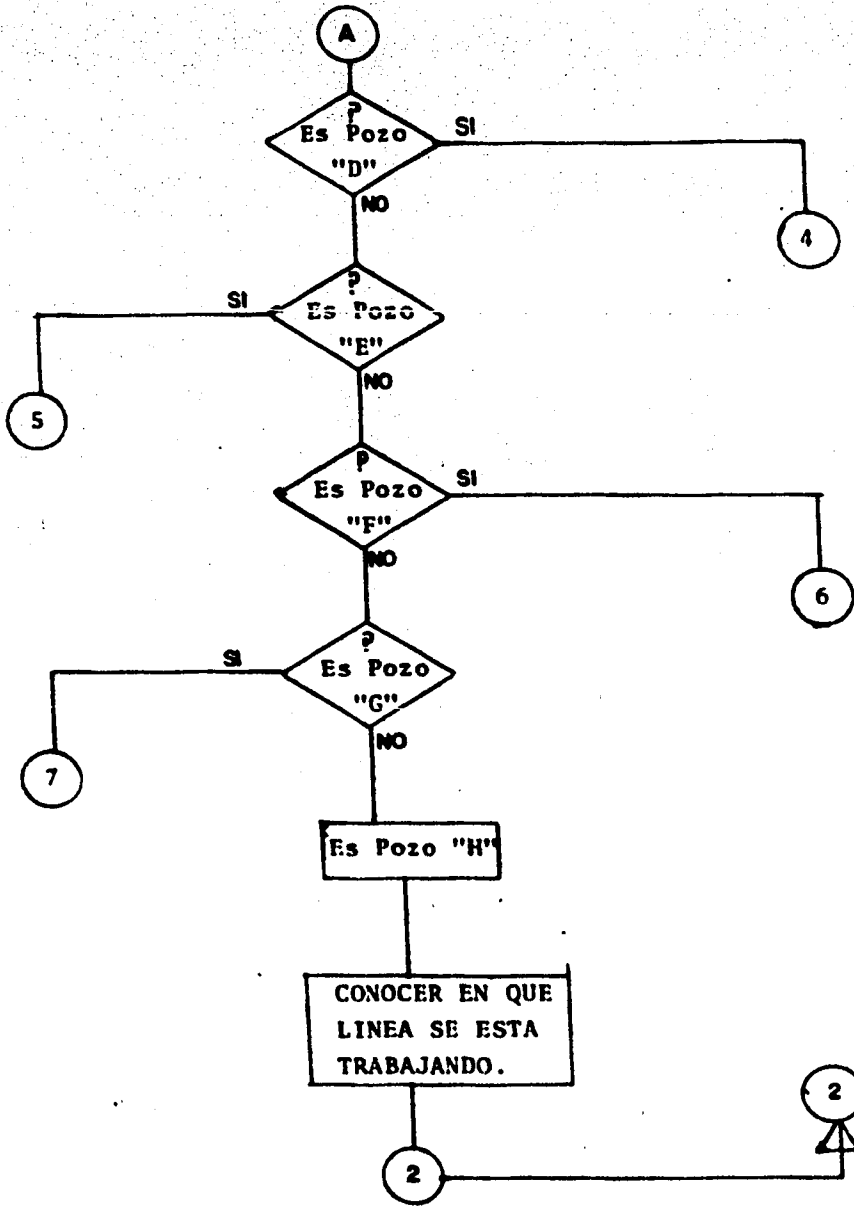 A
?
Es Pozo
"D"
SI
NO
4
?
Es Pozo
"E"
SI
NO
5
?
Es Pozo
"F"
SI
NO
6
?
Es Pozo
"G"
SI
NO
7
Es Pozo "H"
CONOCER EN QUE
LINEA SE ESTA
TRABAJANDO.
2
2